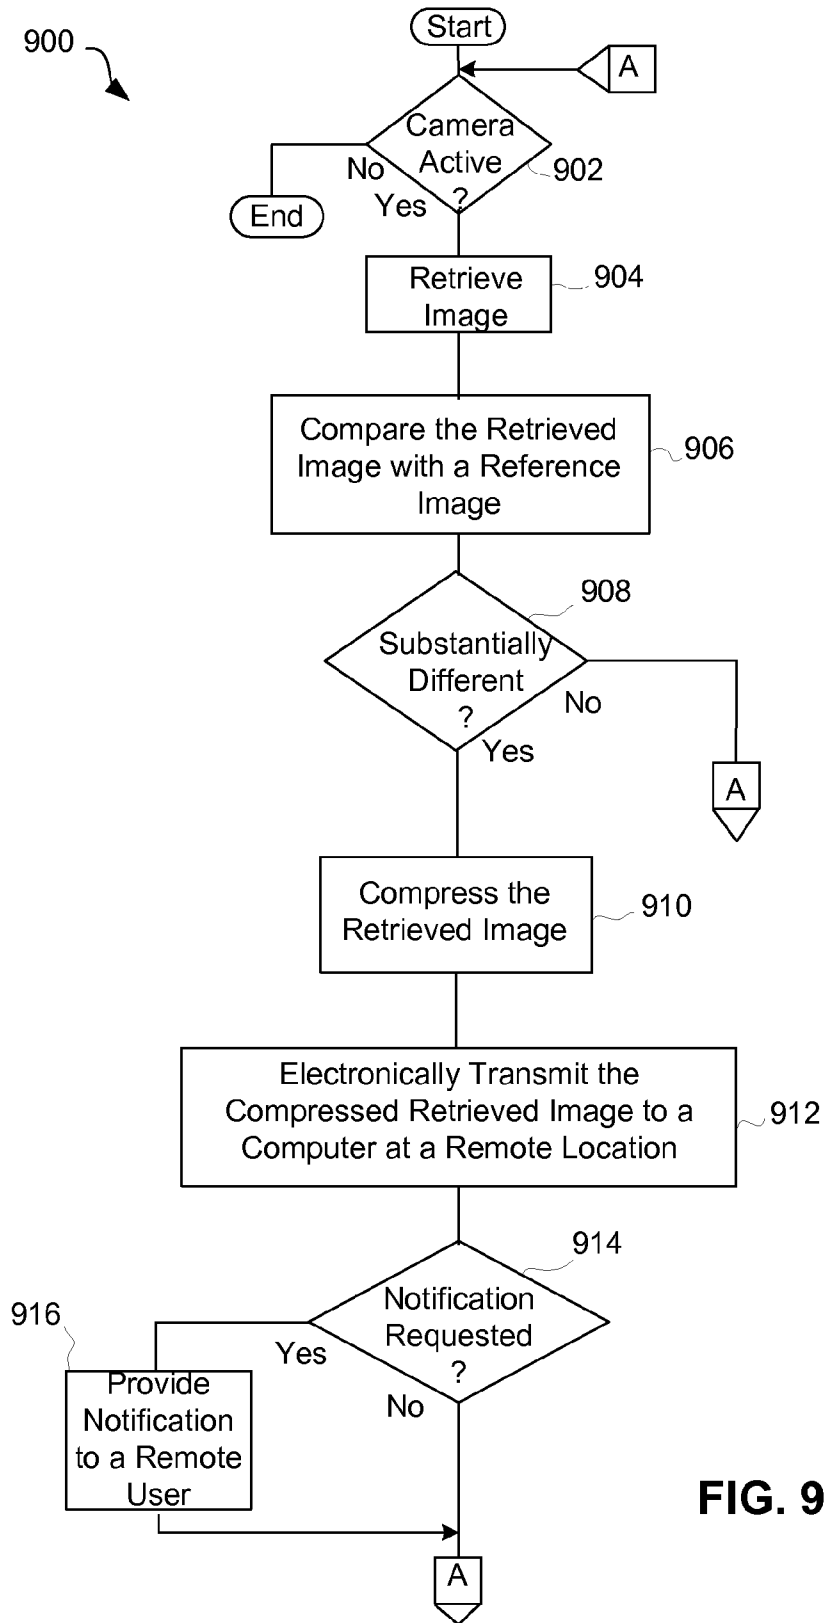 Start
900
A
Camera
Active
?
902
No
Yes
End
Retrieve
Image
904
Compare the Retrieved
Image with a Reference
Image
906
908
Substantially
Different
?
No
Yes
A
Compress the
Retrieved Image
910
Electronically Transmit the
Compressed Retrieved Image to a
Computer at a Remote Location
912
914
Notification
Requested
?
916
Yes
No
Provide
Notification
to a Remote
User
FIG. 9
A